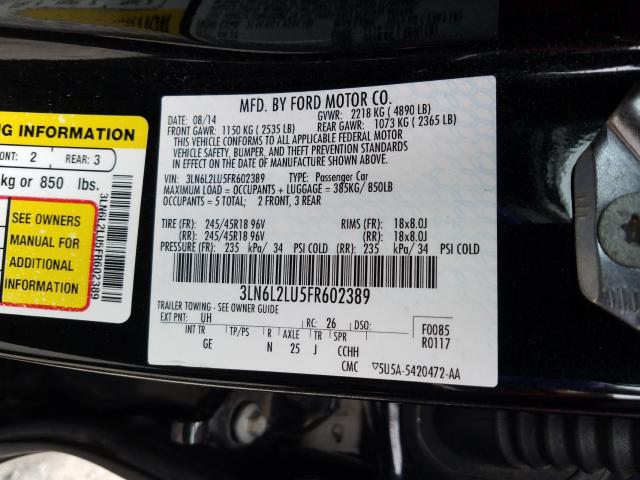 NG INFORMATION
ONT: 2 REAR: 3
kg or 850 lbs.
SEE OWNERS
MANUAL FOR
ADDITIONAL
INFORMATION
3LN6L2LU5FR602389
MFD. BY FORD MOTOR CO.
DATE: 08/14 GVWR: 2218 KG ( 4890 LB)
FRONT GAWR: 1150 KG ( 2535 LB) REAR GAWR: 1073 KG ( 2365 LB)
THIS VEHICLE CONFORMS TO ALL APPLICABLE FEDERAL MOTOR
VEHICLE SAFETY, BUMPER, AND THEFT PREVENTION STANDARDS
IN EFFECT ON THE DATE OF MANUFACTURE SHOWN ABOVE.
VIN: 3LN6L2LU5FR602389 TYPE: Passenger Car
MAXIMUM LOAD = OCCUPANTS + LUGGAGE = 385KG/ 850LB
OCCUPANTS = 5 TOTAL; 2 FRONT, 3 REAR
TIRE (FR): 245/45R18 96V RIMS (FR): 18x8.0J
(RR): 245/45R18 96V (RR): 18x8.0J
PRESSURE (FR): 235 kPa/ 34 PSI COLD (RR): 235 kPa/ 34 PSI COLD
3LN6L2LU5FR602389
TRAILER TOWING - SEE OWNER GUIDE
EXT PNT: UH RC: 26 DSO: F0085
INT TR TP/PS R AXLE TR SPR R0117
GE N 25 J CCHH
CMC 5U5A-5420472-AA